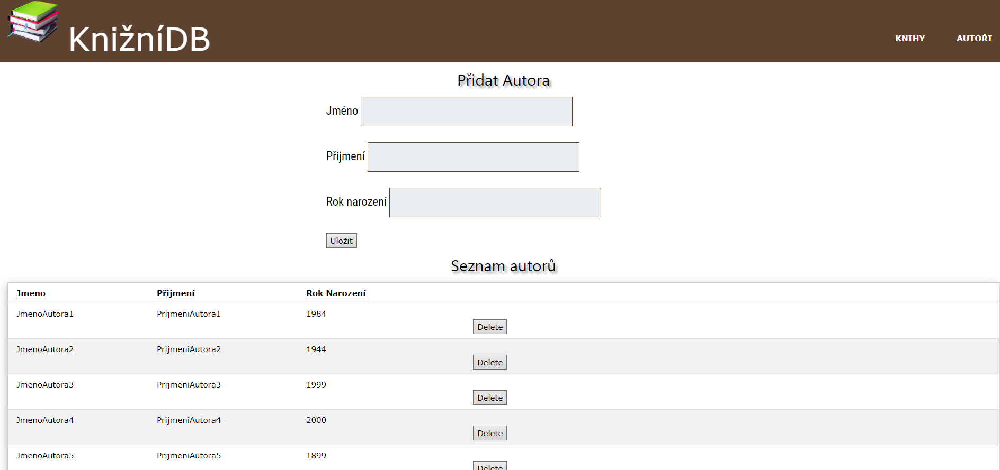 KnižníDB
KNIHY AUTOŘI
Přidat Autora
Jméno
Přijmení
Rok narození
Uložit
Seznam autorů
Jmeno Přijmení Rok Narození
JmenoAutora1 PrijmeniAutora1 1984
Delete
JmenoAutora2 PrijmeniAutora2 1944
Delete
JmenoAutora3 PrijmeniAutora3 1999
Delete
JmenoAutora4 PrijmeniAutora4 2000
Delete
JmenoAutora5 PrijmeniAutora5 1899
Delete